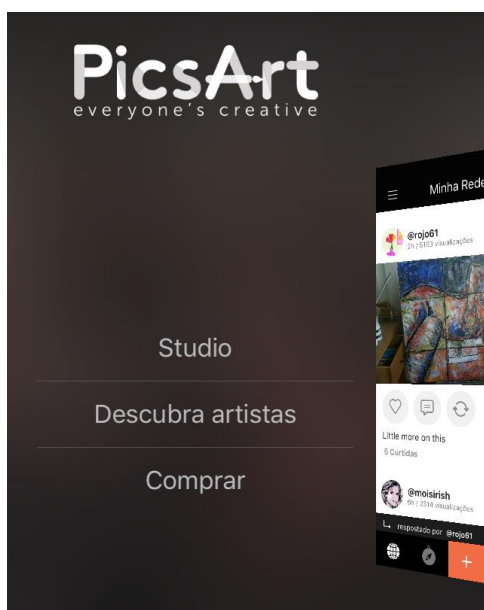 PicsArt
everyone's creative
Minha Rede
@rojo61
2h / 5183 visualizações
Studio
Descubra artistas
Comprar
Little more on this
5 Curtidas
@moisirish
6h / 2314 visualizações
respostado por @rojo61